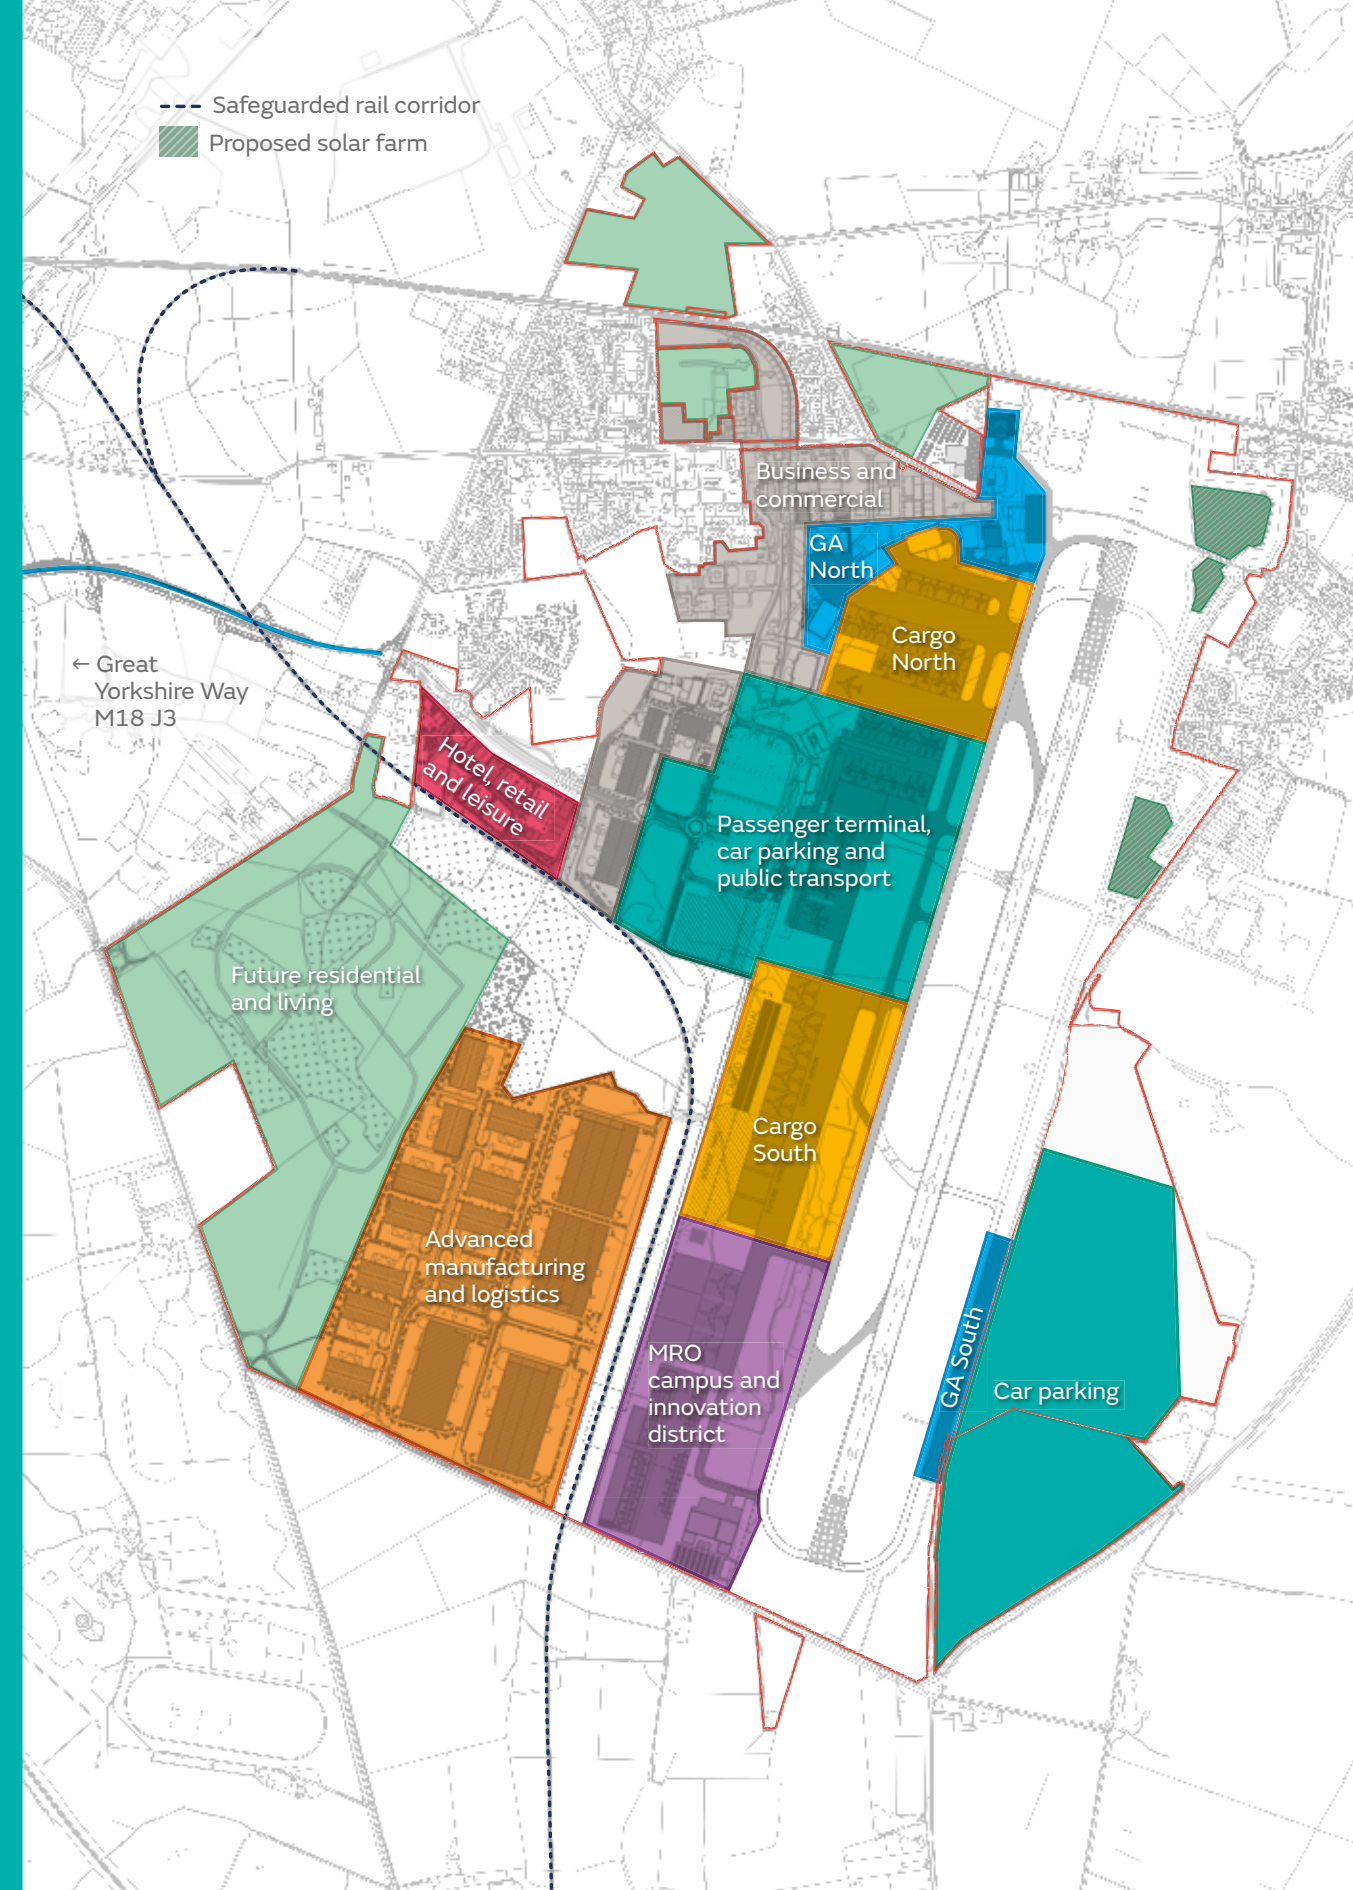 Safeguarded rail corridor
Proposed solar farm
Business and
commercial
GA
North
Cargo
North
← Great
Yorkshire Way
M18 J3
Hotel, retail
and leisure
Passenger terminal,
car parking and
public transport
Future residential
and living
Cargo
South
Advanced
manufacturing
and logistics
MRO
campus and
innovation
district
GA South
Car parking